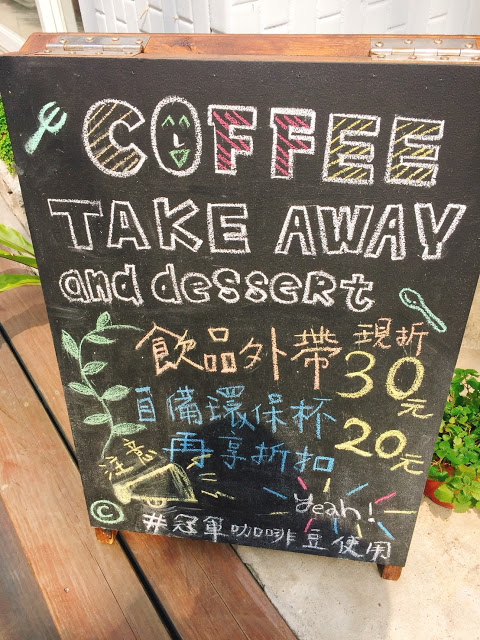 COFFEE
TAKE AWAY
and dessert
飲品外帶 現折30元
自備環保杯
再享折扣 20元
注意
Yeah!
©
#冠軍咖啡豆使用